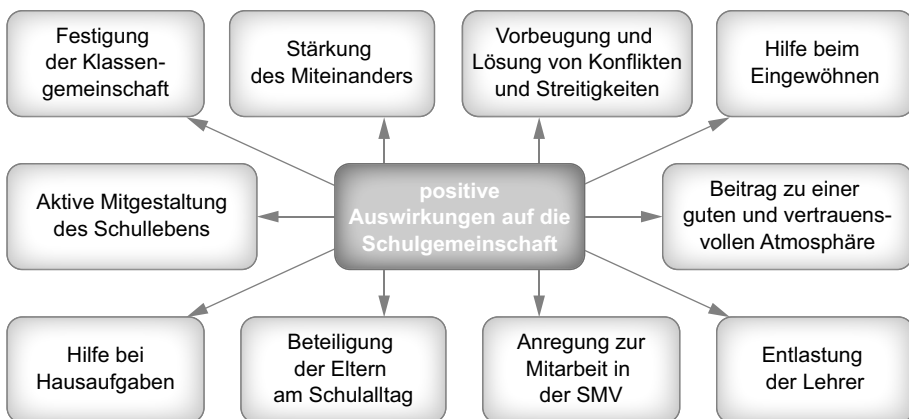 Festigung
der Klassen-
gemeinschaft
Stärkung
des Miteinanders
Vorbeugung und
Lösung von Konflikten
und Streitigkeiten
Hilfe beim
Eingewöhnen
Aktive Mitgestaltung
des Schullebens
positive
Auswirkungen auf die
Schulgemeinschaft
Beitrag zu einer
guten und vertrauens-
vollen Atmosphäre
Hilfe bei
Hausaufgaben
Beteiligung
der Eltern
am Schulalltag
Anregung zur
Mitarbeit in
der SMV
Entlastung
der Lehrer